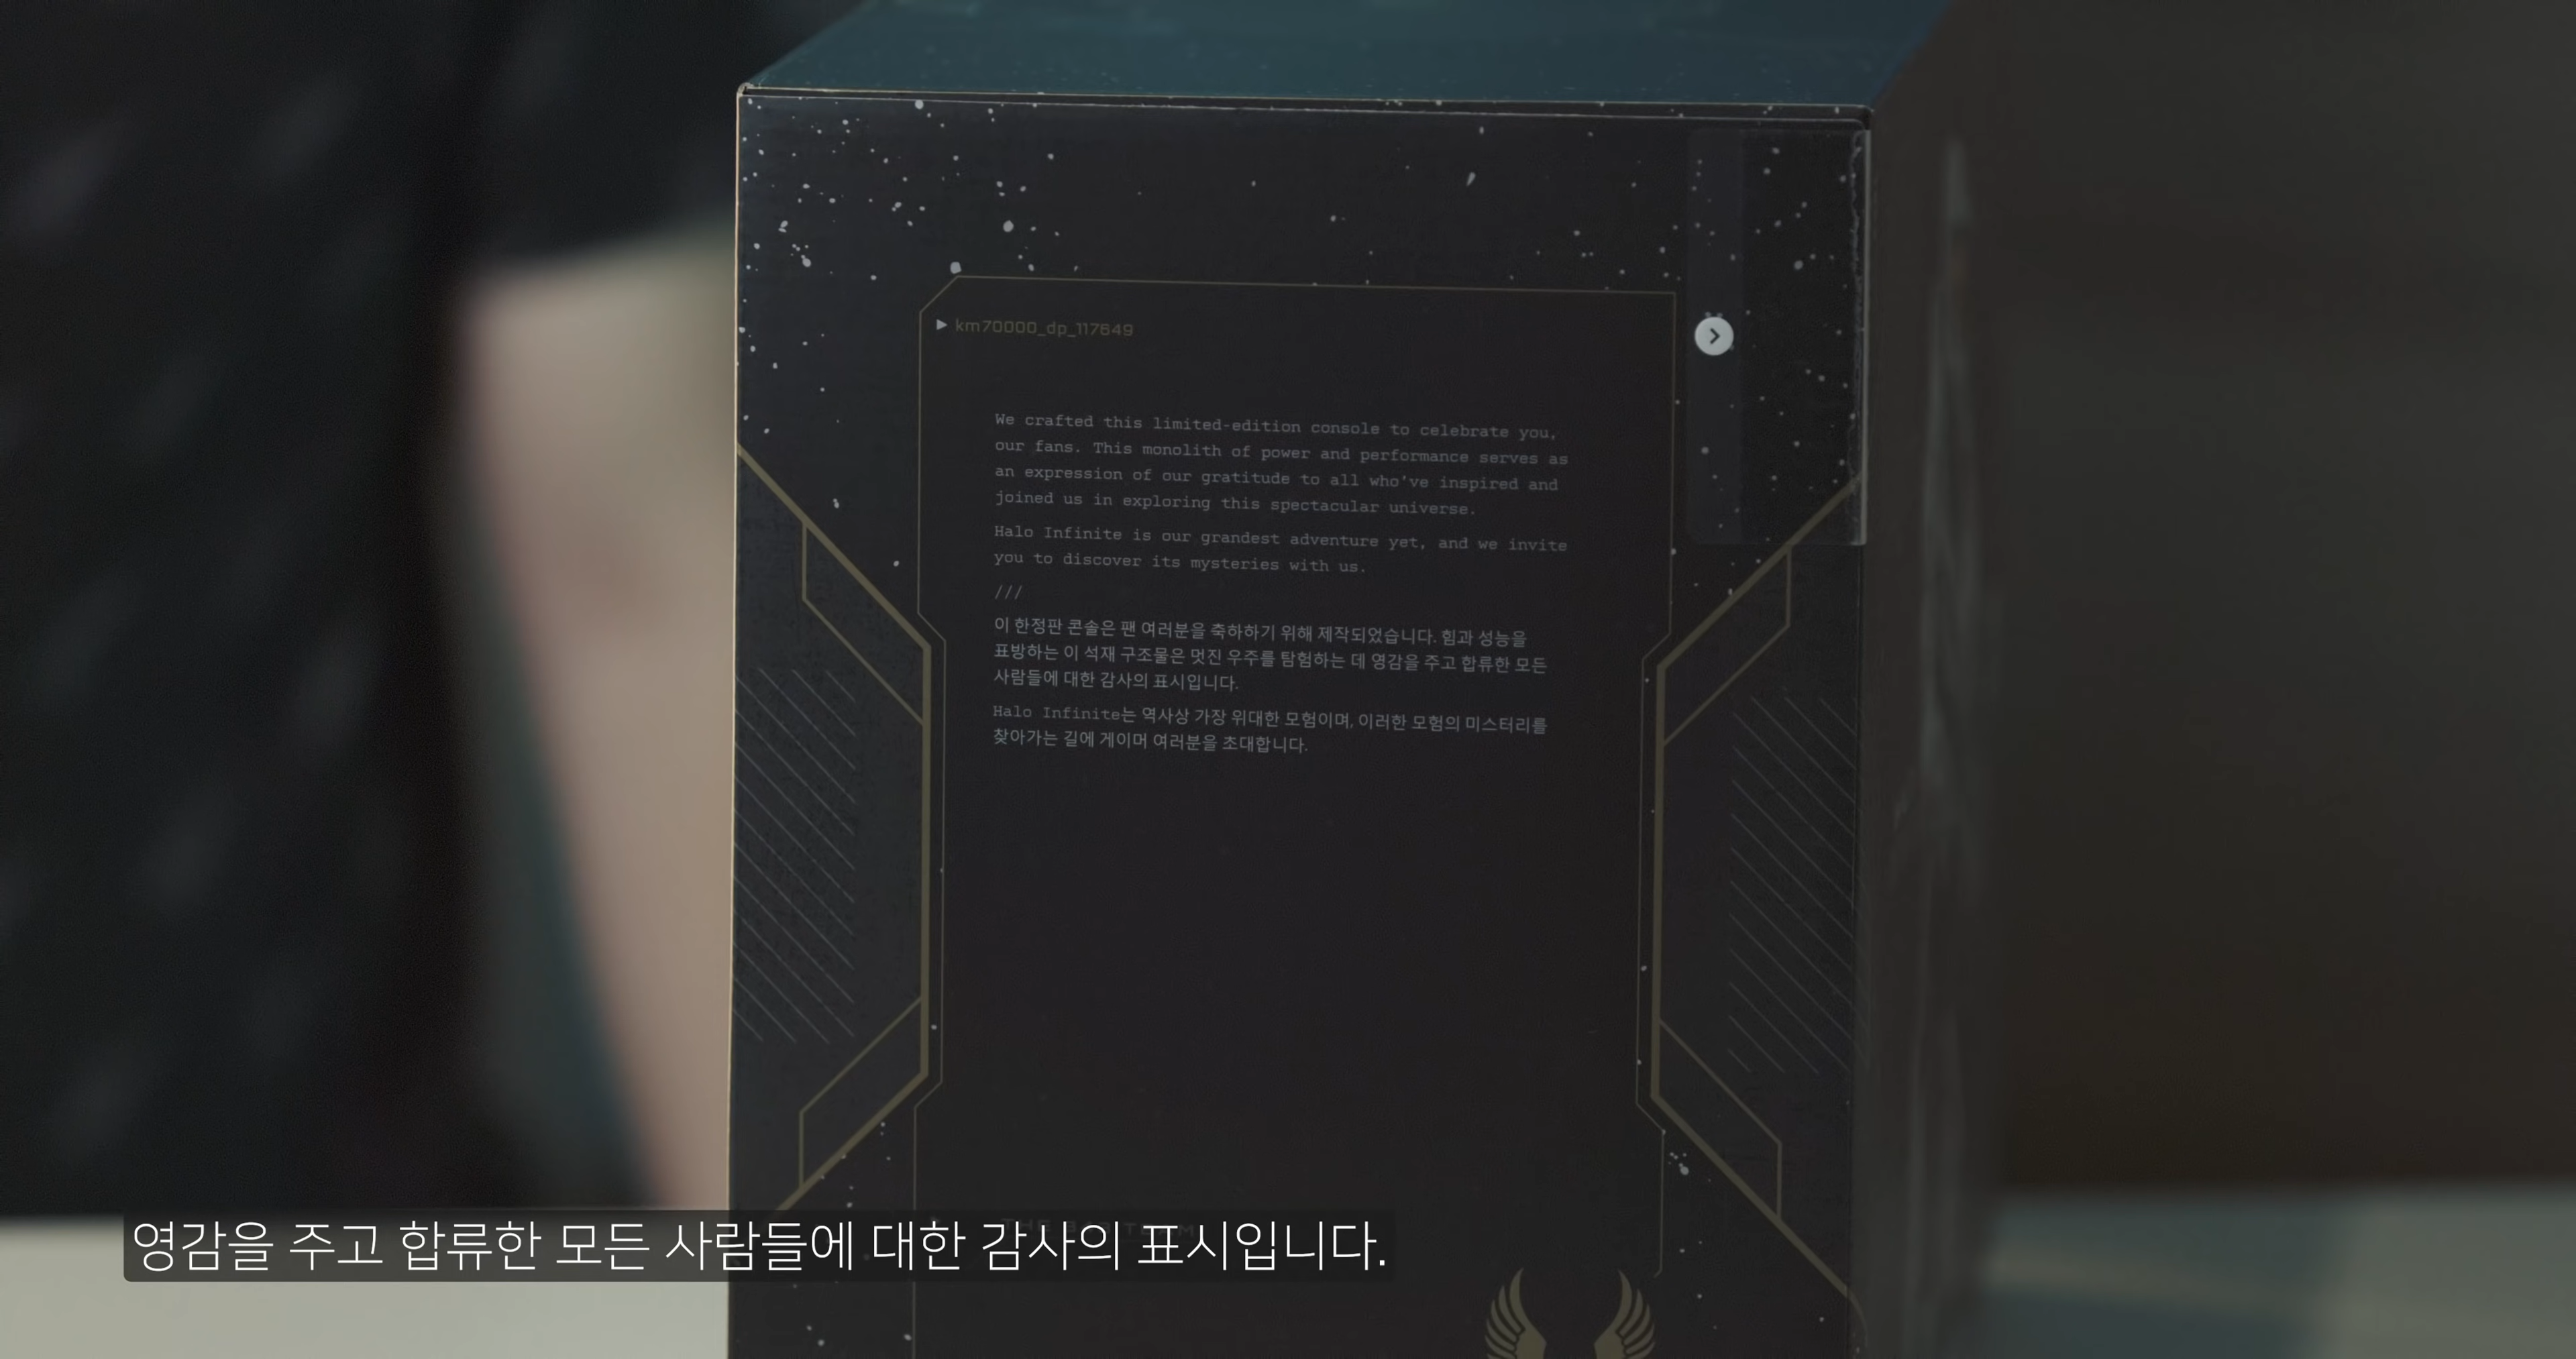 km70000_dp_117649
We crafted this limited-edition console to celebrate you,
our fans. This monolith of power and performance serves as
an expression of our gratitude to all who've inspired and
joined us in exploring this spectacular universe.
Halo Infinite is our grandest adventure yet, and we invite
you to discover its mysteries with us.
///
이 한정판 콘솔은 팬 여러분을 축하하기 위해 제작되었습니다. 힘과 성능을
표방하는 이 석재 구조물은 멋진 우주를 탐험하는 데 영감을 주고 합류한 모든
사람들에 대한 감사의 표시입니다.
Halo Infinite는 역사상 가장 위대한 모험이며, 이러한 모험의 미스터리를
찾아가는 길에 게이머 여러분을 초대합니다.
영감을 주고 합류한 모든 사람들에 대한 감사의 표시입니다.